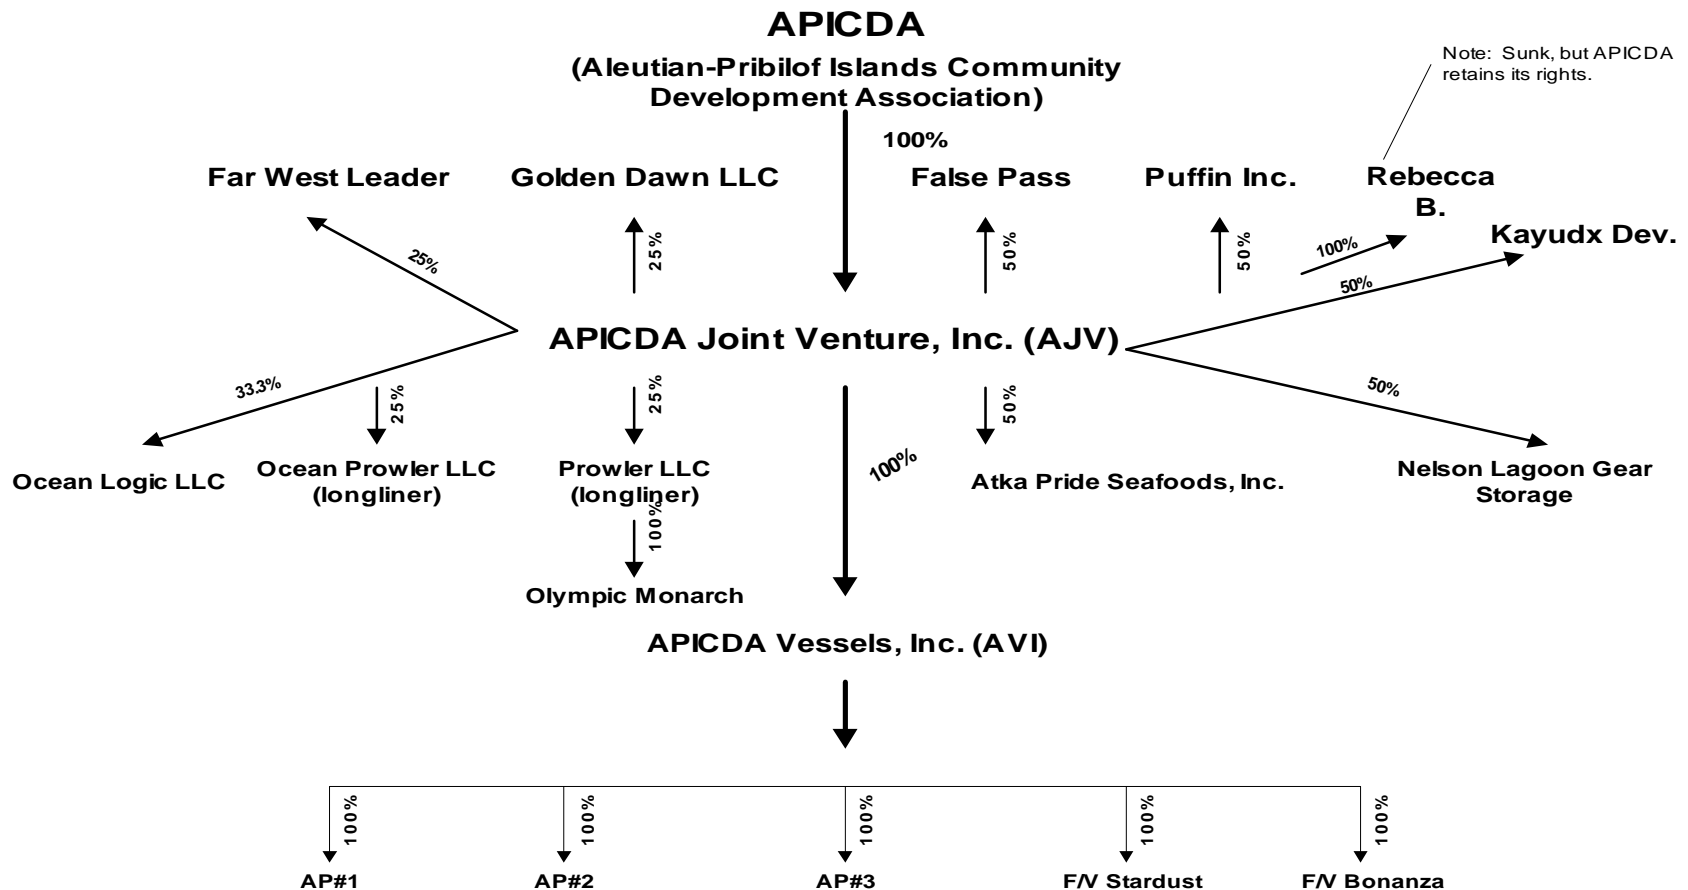 APICDA
(Aleutian-Pribilof Islands Community
Development Association)
Note: Sunk, but APICDA
retains its rights.
100%
Far West Leader
Golden Dawn LLC
False Pass
Puffin Inc.
Rebecca
B.
Kayudx Dev.
25%
25%
50%
50%
100%
50%
APICDA Joint Venture, Inc. (AJV)
33.3%
25%
25%
50%
50%
100%
Ocean Logic LLC
Ocean Prowler LLC
(longliner)
Prowler LLC
(longliner)
Atka Pride Seafoods, Inc.
Nelson Lagoon Gear
Storage
100%
Olympic Monarch
APICDA Vessels, Inc. (AVI)
100%
100%
100%
100%
100%
AP#1
AP#2
AP#3
F/V Stardust
F/V Bonanza